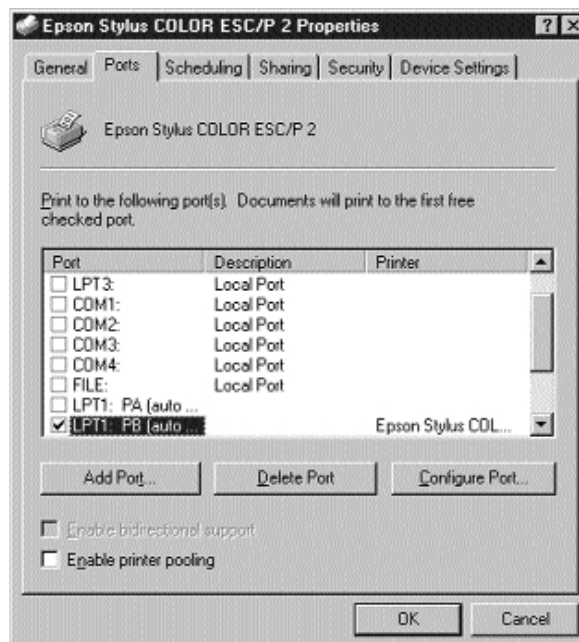 Epson Stylus COLOR ESC/P 2 Properties
General Ports Scheduling Sharing Security Device Settings
Epson Stylus COLOR ESC/P 2
Print to the following port(s). Documents will print to the first free
checked port.
Port Description Printer
LPT3: Local Port
COM1: Local Port
COM2: Local Port
COM3: Local Port
COM4: Local Port
FILE: Local Port
LPT1: PA (auto ...
LPT1: PB (auto ... Epson Stylus COL...
Add Port... Delete Port Configure Port...
Enable bidirectional support
Enable printer pooling
OK Cancel